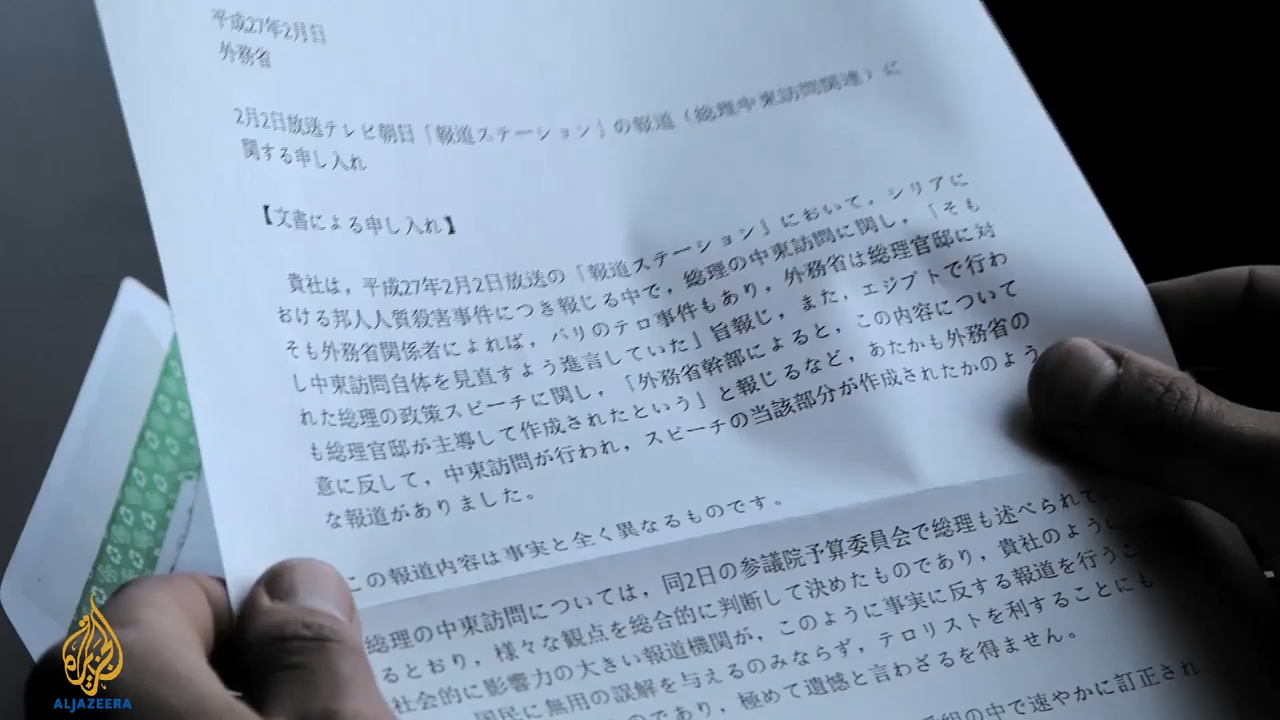 平成27年2月 日
外務省
2月2日放送テレビ朝日「報道ステーション」の報道（総理中東訪問関連）に
関する申し入れ
【文書による申し入れ】
貴社は，平成27年2月2日放送の「報道ステーション」において，シリアに
おける邦人人質殺害事件につき報じる中で，総理の中東訪問に関し，「そも
そも外務省関係者によれば，パリのテロ事件もあり，外務省は総理官邸に対
し中東訪問自体を見直すよう進言していた」旨報じ，また，エジプトで行わ
れた総理の政策スピーチに関し，「外務省幹部によると，この内容について
も総理官邸が主導して作成されたという」と報じるなど，あたかも外務省の
意に反して，中東訪問が行われ，スピーチの当該部分が作成されたかのよう
な報道がありました。
この報道内容は事実と全く異なるものです。
総理の中東訪問については，同2日の参議院予算委員会で総理も述べられて
るとおり，様々な観点を総合的に判断して決めたものであり，貴社のように
社会的に影響力の大きい報道機関が，このように事実に反する報道を行うこ
国民に無用の誤解を与えるのみならず，テロリストを利することにも
のであり，極めて遺憾と言わざるを得ません。
番組の中で速やかに訂正され
ALJAZEERA